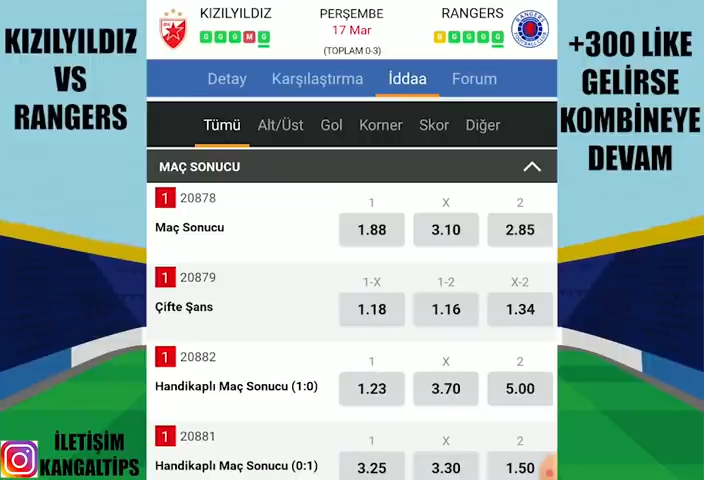 KIZILYILDIZ
VS
RANGERS
KIZILYILDIZ
G G G M G
PERŞEMBE
17 Mar
(TOPLAM 0-3)
RANGERS
B G G G G
+300 LİKE
GELİRSE
KOMBİNEYE
DEVAM
Detay Karşılaştırma İddaa Forum
Tümü Alt/Üst Gol Korner Skor Diğer
MAÇ SONUCU
1 20878 1 X 2
Maç Sonucu 1.88 3.10 2.85
1 20879 1-X 1-2 X-2
Çifte Şans 1.18 1.16 1.34
1 20882 1 X 2
Handikaplı Maç Sonucu (1:0) 1.23 3.70 5.00
1 20881 1 X 2
Handikaplı Maç Sonucu (0:1) 3.25 3.30 1.50
İLETİŞİM
KANGALTİPS